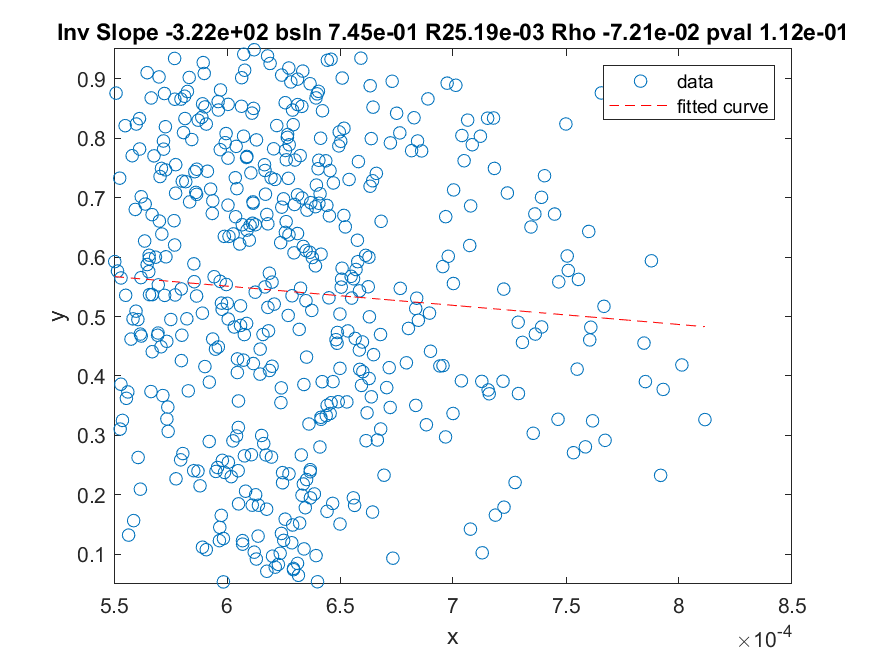 Inv Slope -3.22e+02 bsln 7.45e-01 R25.19e-03 Rho -7.21e-02 pval 1.12e-01
data
fitted curve
0.9
0.8
0.7
0.6
0.5
0.4
0.3
0.2
0.1
y
5.5 6 6.5 7 7.5 8 8.5
x
×10⁻⁴